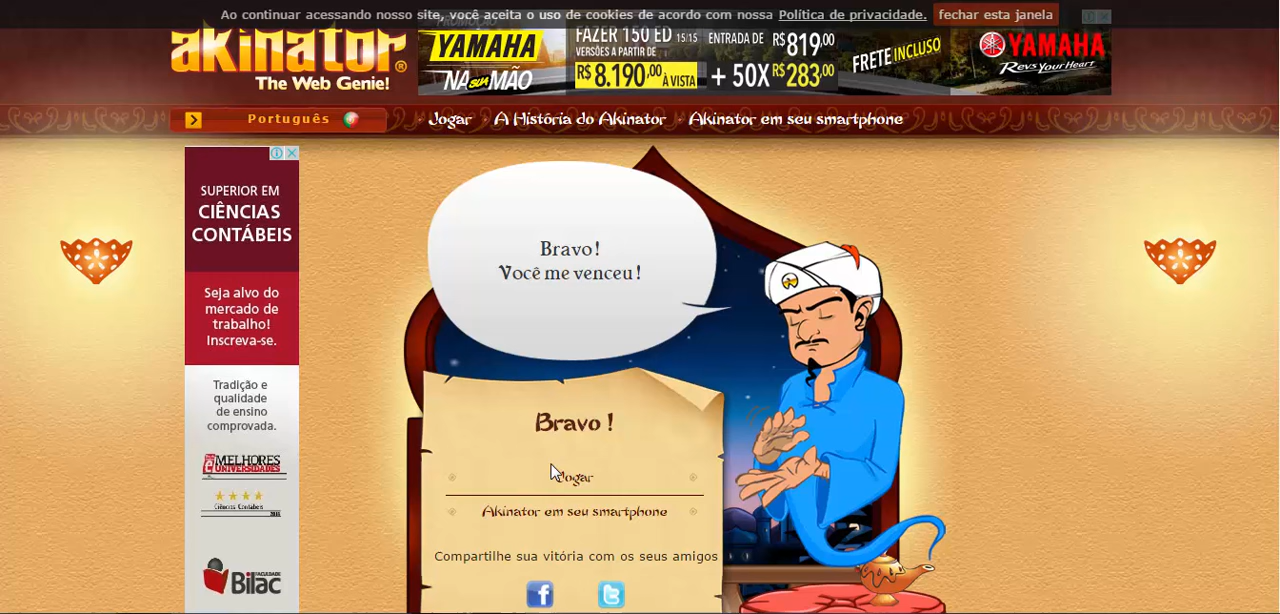 Ao continuar acessando nosso site, você aceita o uso de cookies de acordo com nossa Política de privacidade. fechar esta janela
akinator®
The Web Genie!
YAMAHA
NA SUA MÃO
FAZER 150 ED 15/15
VERSÕES A PARTIR DE
R$8.190,00 À VISTA
ENTRADA DE R$819,00
+ 50X R$283,00
FRETE INCLUSO
YAMAHA
Revs Your Heart
Português
Jogar
A História do Akinator
Akinator em seu smartphone
SUPERIOR EM
CIÊNCIAS
CONTÁBEIS
Seja alvo do
mercado de
trabalho!
Inscreva-se.
Tradição e
qualidade
de ensino
comprovada.
MELHORES
UNIVERSIDADES
Ciências Contábeis
FACULDADE
Bilac
Bravo !
Você me venceu !
Bravo !
Jogar
Akinator em seu smartphone
Compartilhe sua vitória com os seus amigos